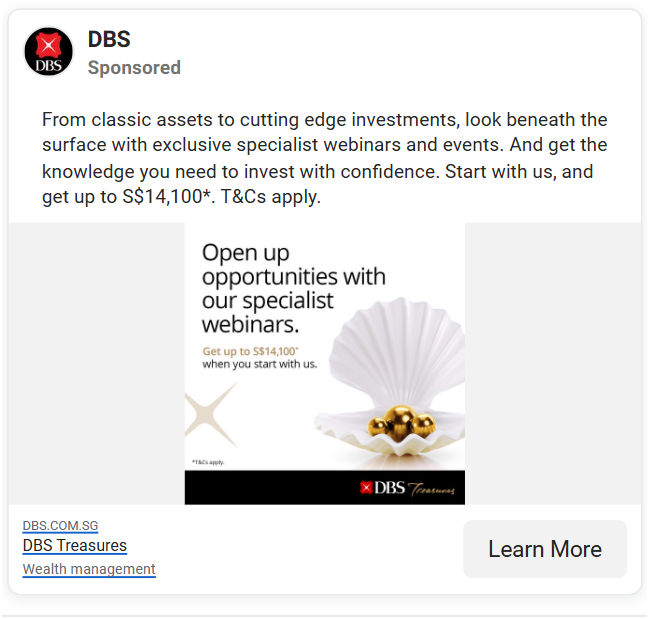 DBS
Sponsored
From classic assets to cutting edge investments, look beneath the
surface with exclusive specialist webinars and events. And get the
knowledge you need to invest with confidence. Start with us, and
get up to S$14,100*. T&Cs apply.
Open up
opportunities with
our specialist
webinars.
Get up to S$14,100*
when you start with us.
*T&Cs apply.
DBS Treasures
DBS.COM.SG
DBS Treasures
Wealth management
Learn More